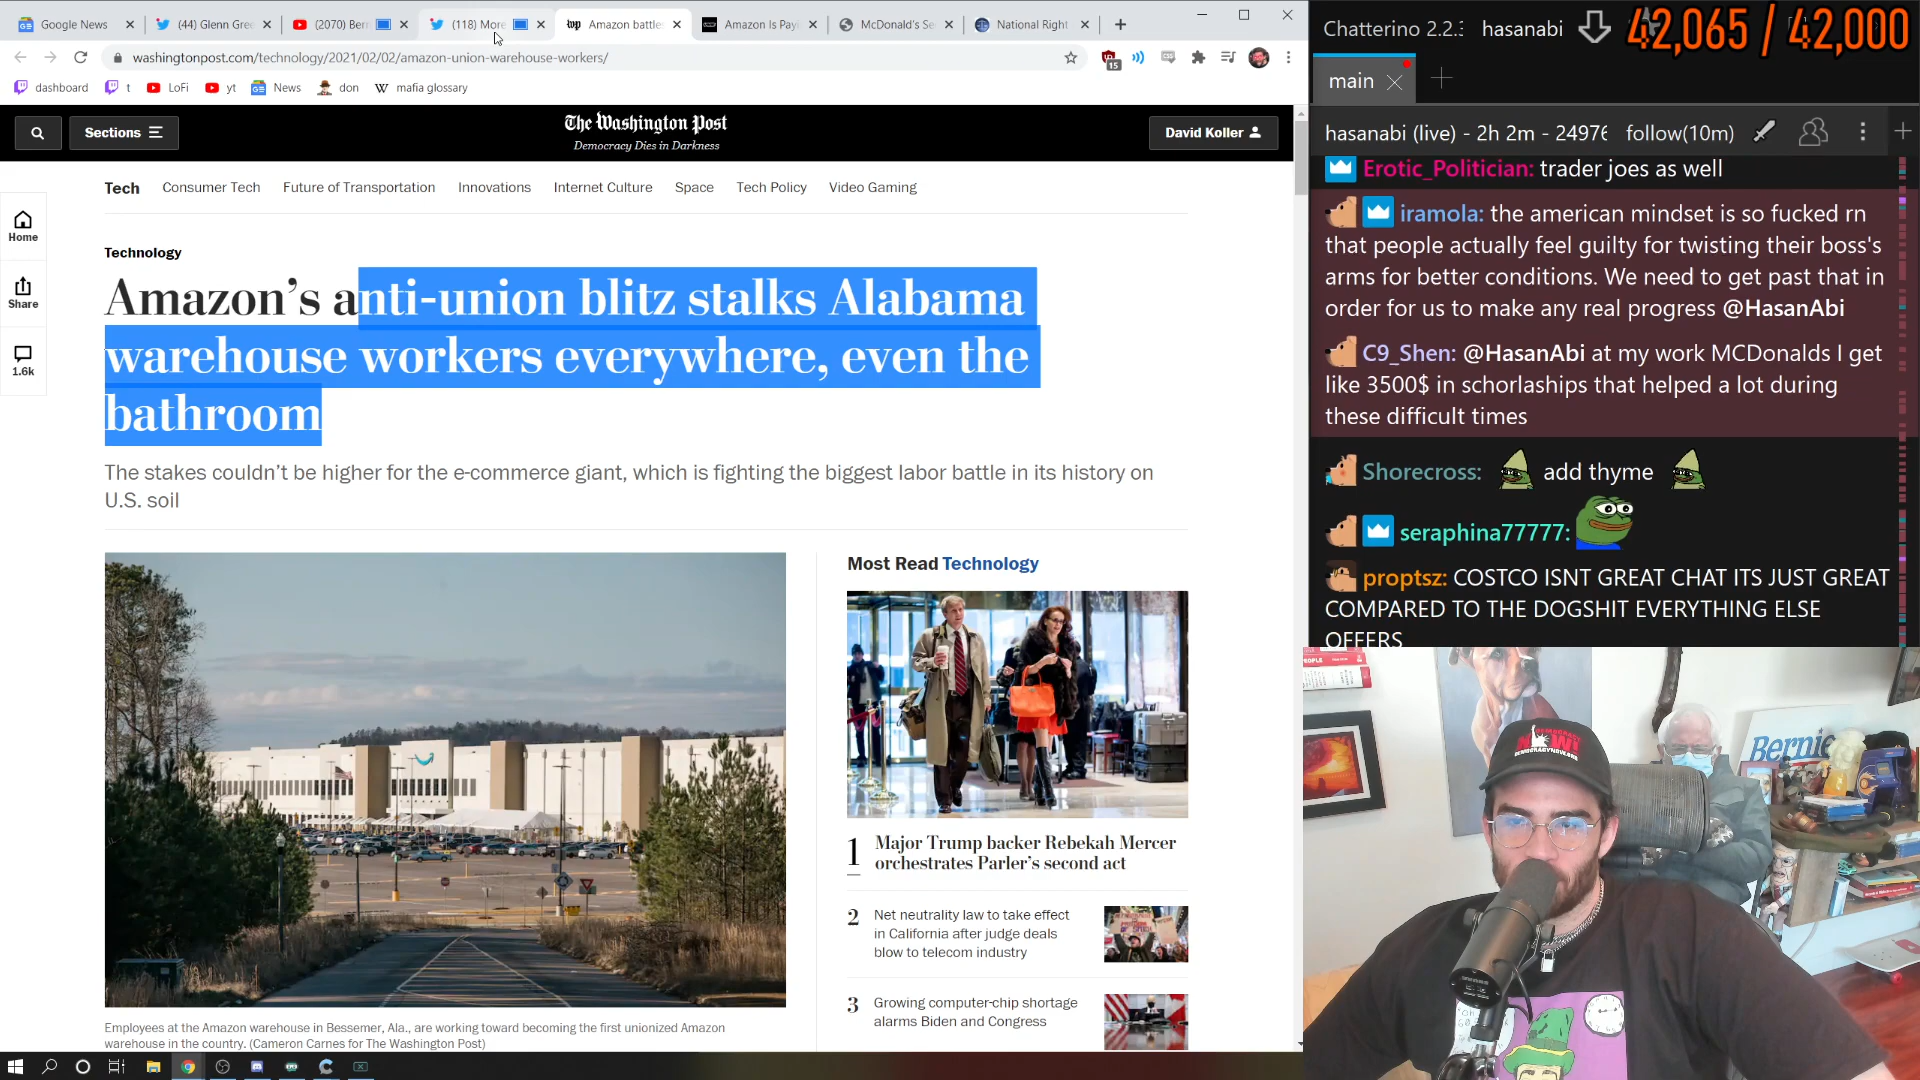 Google News
(44) Glenn Gree
(2070) Ber
(118) More
Amazon battle
Amazon Is Pay
McDonald's Se
National Right
washingtonpost.com/technology/2021/02/02/amazon-union-warehouse-workers/
15
dashboard
t
LoFi
yt
News
don
mafia glossary
Sections
The Washington Post
Democracy Dies in Darkness
David Koller
Tech
Consumer Tech
Future of Transportation
Innovations
Internet Culture
Space
Tech Policy
Video Gaming
Home
Share
1.6k
Technology
Amazon's anti-union blitz stalks Alabama
warehouse workers everywhere, even the
bathroom
The stakes couldn't be higher for the e-commerce giant, which is fighting the biggest labor battle in its history on
U.S. soil
Employees at the Amazon warehouse in Bessemer, Ala., are working toward becoming the first unionized Amazon
warehouse in the country. (Cameron Carnes for The Washington Post)
Most Read Technology
1 Major Trump backer Rebekah Mercer
orchestrates Parler's second act
2 Net neutrality law to take effect
in California after judge deals
blow to telecom industry
3 Growing computer-chip shortage
alarms Biden and Congress
Chatterino 2.2.
hasanabi
42,065 / 42,000
main
hasanabi (live) - 2h 2m - 24976
follow(10m)
Erotic_Politician: trader joes as well
iramola: the american mindset is so fucked rn
that people actually feel guilty for twisting their boss's
arms for better conditions. We need to get past that in
order for us to make any real progress @HasanAbi
C9_Shen: @HasanAbi at my work MCDonalds I get
like 3500$ in schorlaships that helped a lot during
these difficult times
Shorecross: add thyme
seraphina77777:
proptsz: COSTCO ISNT GREAT CHAT ITS JUST GREAT
COMPARED TO THE DOGSHIT EVERYTHING ELSE
OFFERS
PEOPLE
Bernie
DEMOCRACY
NOW!